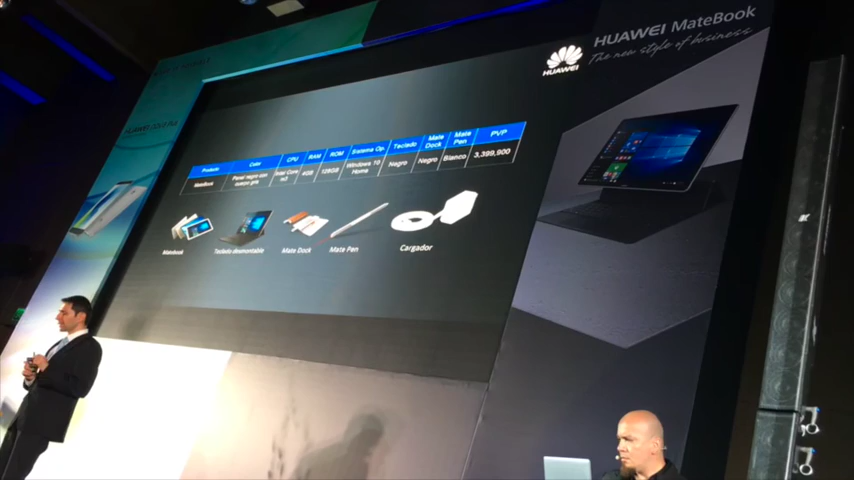 HUAWEI MateBook
The new style of business
HUAWEI
Producto Color CPU RAM ROM Sistema Op. Teclado Mate Dock Mate Pen PVP
MateBook Panel negro con cuerpo gris Intel Core m3 4GB 128GB Windows 10 Home Negro Negro Blanco 3,399,900
Matebook Teclado desmontable Mate Dock Mate Pen Cargador